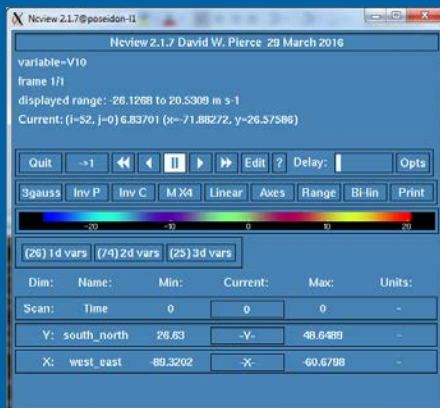 Ncview 2.1.7@poseidon-l1
Ncview 2.1.7 David W. Pierce 29 March 2016
variable=V10
frame 1/1
displayed range: -26.1268 to 20.5309 m s-1
Current: (i=52, j=0) 6.83701 (x=-71.88272, y=26.57586)
Quit ->1 Edit ? Delay: Opts
3gauss Inv P Inv C M X4 Linear Axes Range Bi-lin Print
-20 -10 0 10 20
(26) 1d vars (74) 2d vars (25) 3d vars
Dim: Name: Min: Current: Max: Units:
Scan: Time 0 0 0 -
Y: south_north 26.63 -Y- 48.6489 -
X: west_east -89.3202 -X- -60.6798 -